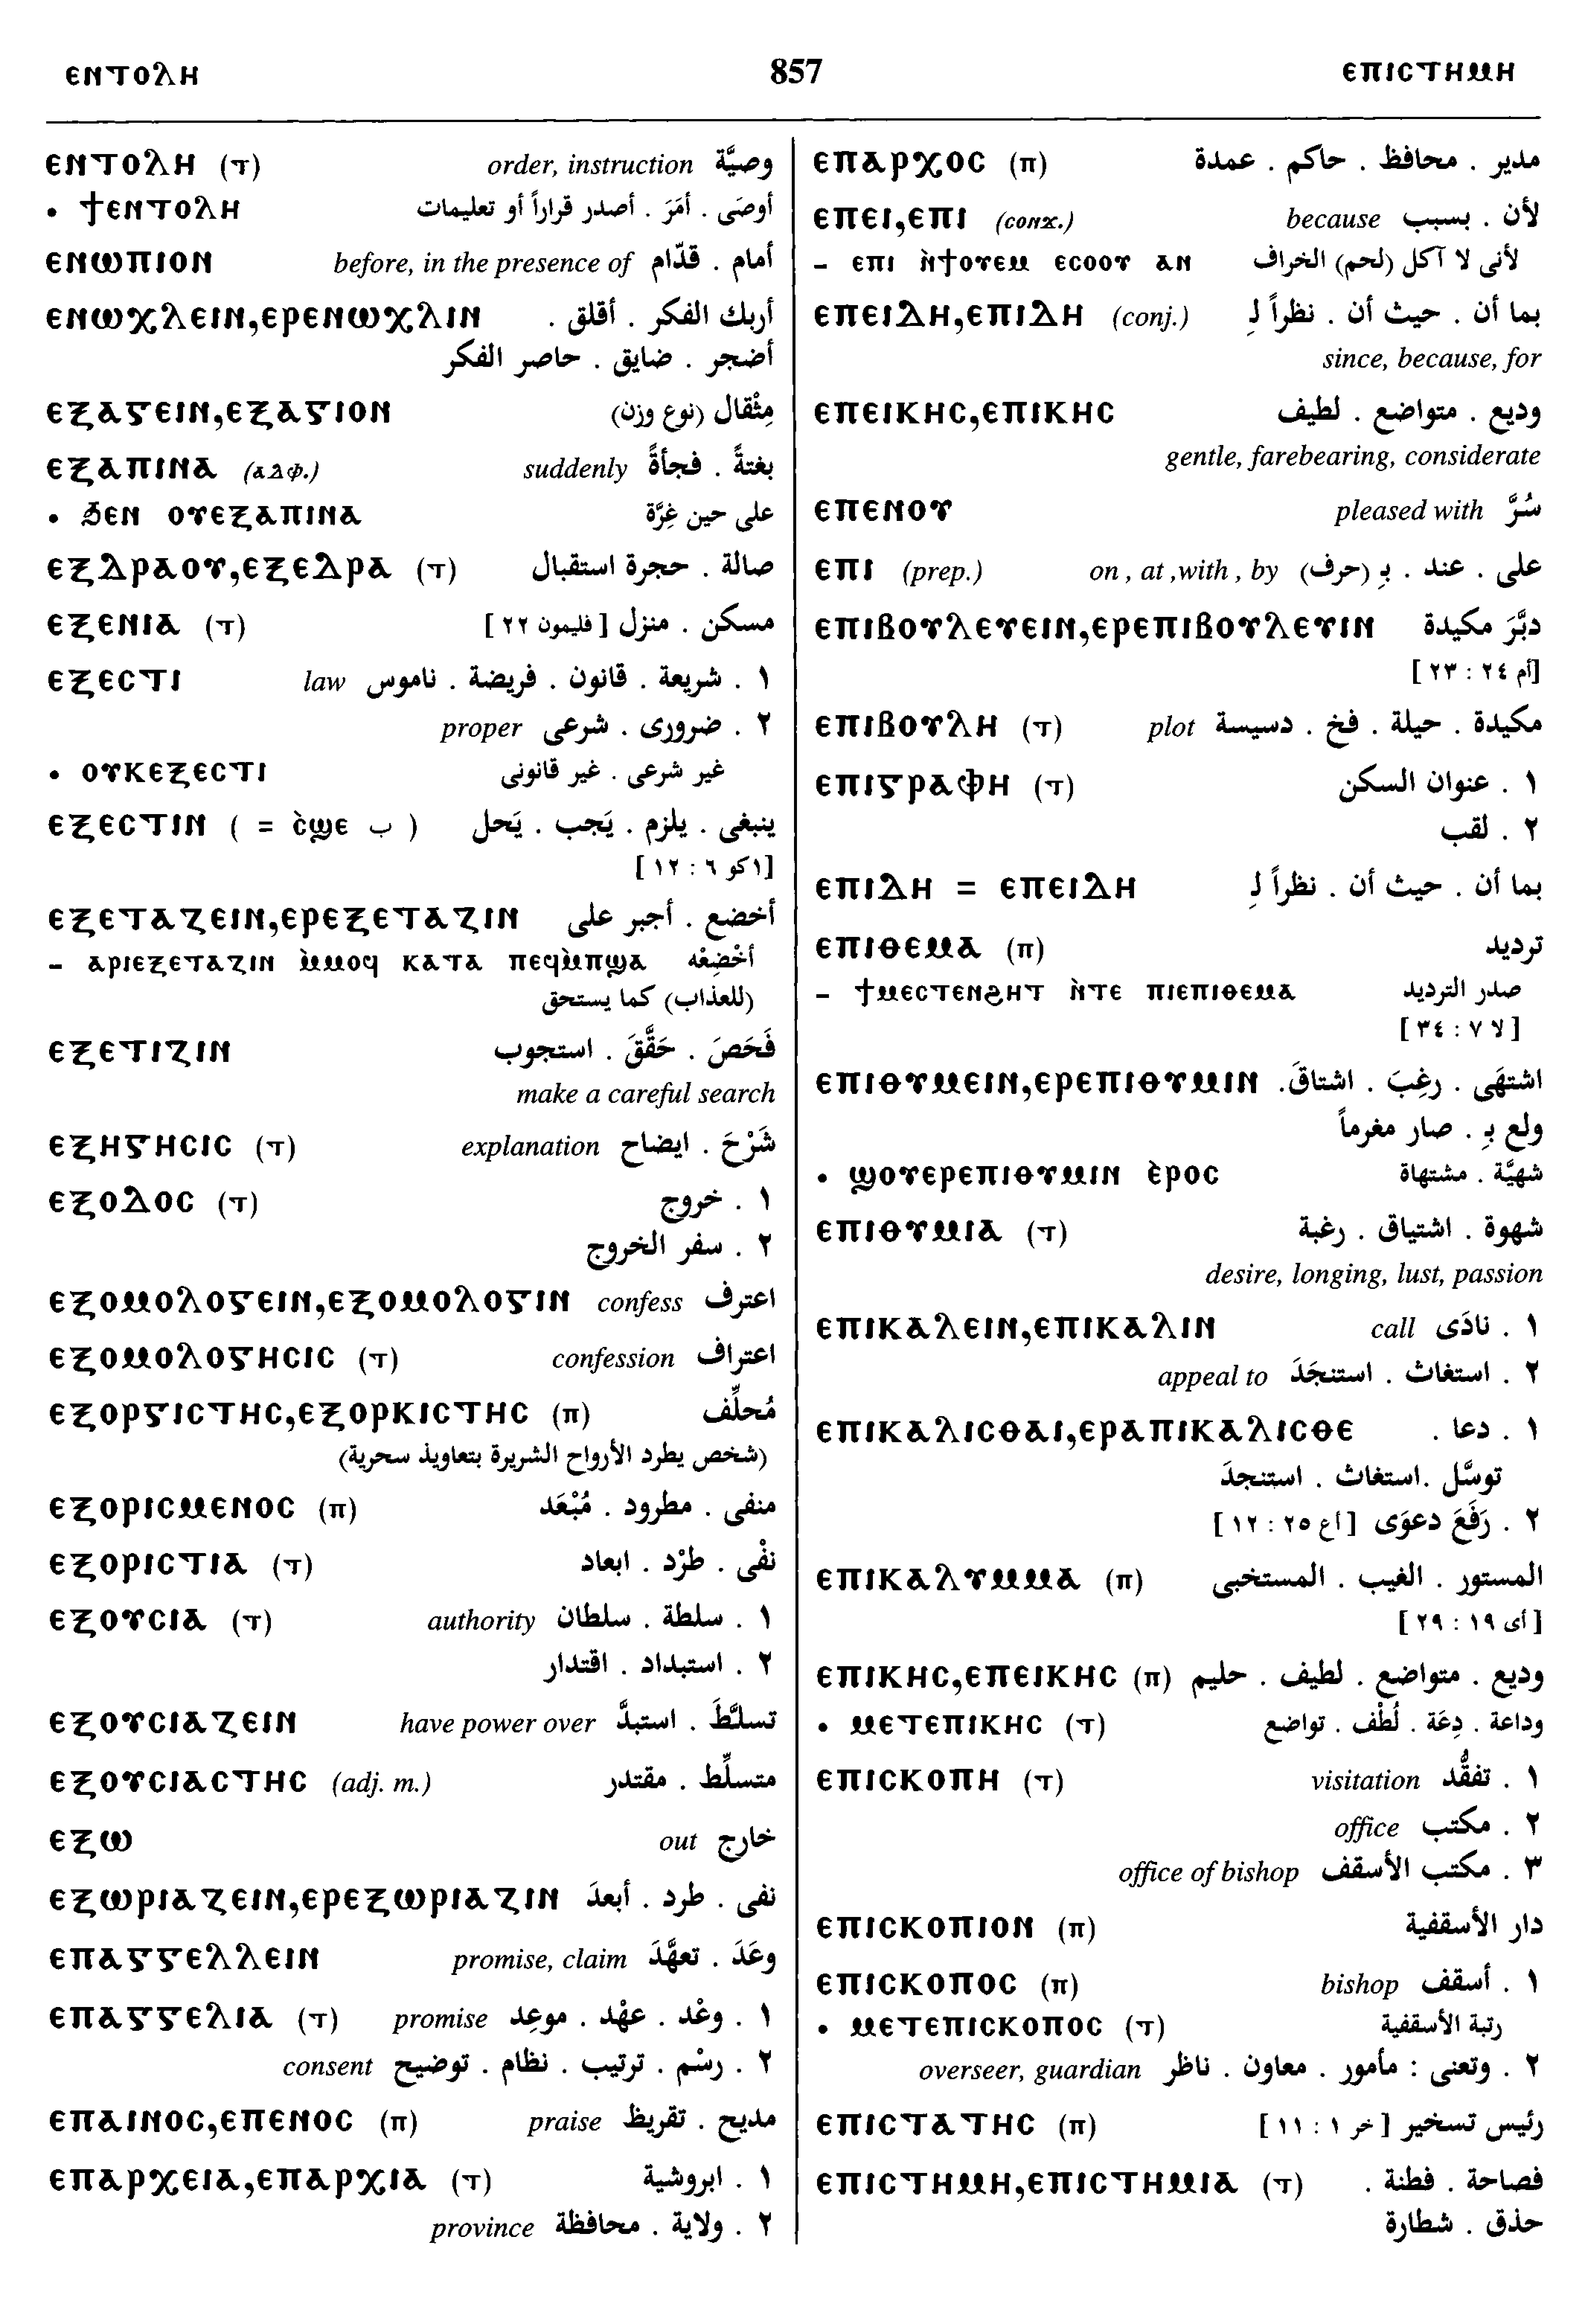 ⲉⲛⲧⲟⲗⲏ 857 ⲉⲡⲓⲥⲧⲏⲙⲏ
ⲉⲛⲧⲟⲗⲏ (ⲧ) order, instruction وصيَّة
• ϯⲉⲛⲧⲟⲗⲏ أوصَى . أمَرَ . أصدر قراراً أو تعليمات
ⲉⲛⲱⲡⲓⲟⲛ before, in the presence of أمام . قدّام
ⲉⲛⲱⲭⲗⲉⲓⲛ,ⲉⲣⲉⲛⲱⲭⲗⲓⲛ أربك الفكر . أقلق .
أضجر . ضايق . حاصر الفكر
ⲉⲝⲁⲅⲉⲓⲛ,ⲉⲝⲁⲅⲓⲟⲛ مِثْقال (نوع وزن)
ⲉⲝⲁⲡⲓⲛⲁ (ⲁⲇⲫ.) suddenly بغتةً . فجأةً
• ϧⲉⲛ ⲟⲩⲉⲝⲁⲡⲓⲛⲁ على حين غِرَّة
ⲉⲝⲇⲣⲁⲟⲩ,ⲉⲝⲉⲇⲣⲁ (ⲧ) صالة . حجرة استقبال
ⲉⲝⲉⲛⲓⲁ (ⲧ) مسكن . منزل [ فليمون ٢٢ ]
ⲉⲝⲉⲥⲧⲓ law ١ . شريعة . قانون . فريضة . ناموس
proper ٢ . ضرورى . شرعى
• ⲟⲩⲕⲉⲝⲉⲥⲧⲓ غير شرعى . غير قانونى
ⲉⲝⲉⲥⲧⲓⲛ ( = ⲥ̀ϣⲉ ب ) ينبغى . يلزم . يَجب . يَحل
[١كو ٦ : ١٢ ]
ⲉⲝⲉⲧⲁⲍⲉⲓⲛ,ⲉⲣⲉⲝⲉⲧⲁⲍⲓⲛ أخضع . أجبر على
– ⲁⲣⲓⲉⲝⲉⲧⲁⲍⲓⲛ ⲙ̀ⲙⲟϥ ⲕⲁⲧⲁ ⲡⲉϥⲙ̀ⲡϣⲁ أخْضِعْه
(للعذاب) كما يستحق
ⲉⲝⲉⲧⲓⲍⲓⲛ فَحَصَ . حَقَّقَ . استجوب
make a careful search
ⲉⲝⲏⲅⲏⲥⲓⲥ (ⲧ) explanation شَرْحَ . ايضاح
ⲉⲝⲟⲇⲟⲥ (ⲧ) ١ . خروج
٢ . سفر الخروج
ⲉⲝⲟⲙⲟⲗⲟⲅⲉⲓⲛ,ⲉⲝⲟⲙⲟⲗⲟⲅⲓⲛ confess اعترف
ⲉⲝⲟⲙⲟⲗⲟⲅⲏⲥⲓⲥ (ⲧ) confession اعتراف
ⲉⲝⲟⲣⲅⲓⲥⲧⲏⲥ,ⲉⲝⲟⲣⲕⲓⲥⲧⲏⲥ (ⲡ) مُحلِّف
(شخص يطرد الأرواح الشريرة بتعاويذ سحرية)
ⲉⲝⲟⲣⲓⲥⲙⲉⲛⲟⲥ (ⲡ) منفى . مطرود . مُبْعَد
ⲉⲝⲟⲣⲓⲥⲧⲓⲁ (ⲧ) نفْى . طرْد . ابعاد
ⲉⲝⲟⲩⲥⲓⲁ (ⲧ) authority ١ . سلطة . سلطان
٢ . استبداد . اقتدار
ⲉⲝⲟⲩⲥⲓⲁⲍⲉⲓⲛ have power over تسلَّطَ . استبدَّ
ⲉⲝⲟⲩⲥⲓⲁⲥⲧⲏⲥ (adj. m.) متسلِّط . مقتدر
ⲉⲝⲱ out خارج
ⲉⲝⲱⲣⲓⲁⲍⲉⲓⲛ,ⲉⲣⲉⲝⲱⲣⲓⲁⲍⲓⲛ نفى . طرد . أبعدَ
ⲉⲡⲁⲅⲅⲉⲗⲗⲉⲓⲛ promise, claim وعَدَ . تعهَّدَ
ⲉⲡⲁⲅⲅⲉⲗⲓⲁ (ⲧ) promise ١ . وعْد . عهْد . موعِد
consent ٢ . رسْم . ترتيب . نظام . توضيح
ⲉⲡⲁⲓⲛⲟⲥ,ⲉⲡⲉⲛⲟⲥ (ⲡ) praise مديح . تقريظ
ⲉⲡⲁⲣⲭⲉⲓⲁ,ⲉⲡⲁⲣⲭⲓⲁ (ⲧ) ١ . ابروشية
province ٢ . ولاية . محافظة
ⲉⲡⲁⲣⲭⲟⲥ (ⲡ) مدير . محافظ . حاكم . عمدة
ⲉⲡⲉⲓ,ⲉⲡⲓ (ⲥⲟⲛϫ.) because لأن . بسبب
– ⲉⲡⲓ ⲛ̀ϯⲟⲩⲉⲙ ⲉⲥⲟⲟⲩ ⲁⲛ لأنى لا آكل (لحم) الخراف
ⲉⲡⲉⲓⲇⲏ,ⲉⲡⲓⲇⲏ (conj.) بما أن . حيث أن . نظراً لِـ
since, because, for
ⲉⲡⲉⲓⲕⲏⲥ,ⲉⲡⲓⲕⲏⲥ وديع . متواضع . لطيف
gentle, farebearing, considerate
ⲉⲡⲉⲛⲟⲩ pleased with سُرَّ
ⲉⲡⲓ (prep.) on , at ,with , by على . عند . بِـ (حرف)
ⲉⲡⲓⲃⲟⲩⲗⲉⲩⲉⲓⲛ,ⲉⲣⲉⲡⲓⲃⲟⲩⲗⲉⲩⲓⲛ دبَّرَ مكيدة
[أم ٢٤ : ٢٣ ]
ⲉⲡⲓⲃⲟⲩⲗⲏ (ⲧ) plot مكيدة . حيلة . فخ . دسيسة
ⲉⲡⲓⲅⲣⲁⲫⲏ (ⲧ) ١ . عنوان السكن
٢ . لقب
ⲉⲡⲓⲇⲏ = ⲉⲡⲉⲓⲇⲏ بما أن . حيث أن . نظراً لِـ
ⲉⲡⲓⲑⲉⲙⲁ (ⲡ) ترديد
– ϯⲙⲉⲥⲧⲉⲛϩⲏⲧ ⲛ̀ⲧⲉ ⲡⲓⲉⲡⲓⲑⲉⲙⲁ صدر الترديد
[ لا ٧ : ٣٤ ]
ⲉⲡⲓⲑⲩⲙⲉⲓⲛ,ⲉⲣⲉⲡⲓⲑⲩⲙⲓⲛ اشتهَى . رغِبَ . اشتاقَ.
ولع بِـ . صار مغرماً
• ϣⲟⲩⲉⲣⲉⲡⲓⲑⲩⲙⲓⲛ ⲉ̀ⲣⲟⲥ شهيَّة . مشتهاة
ⲉⲡⲓⲑⲩⲙⲓⲁ (ⲧ) شهوة . اشتياق . رغبة
desire, longing, lust, passion
ⲉⲡⲓⲕⲁⲗⲉⲓⲛ,ⲉⲡⲓⲕⲁⲗⲓⲛ call ١ . نادَى
appeal to ٢ . استغاث . استنجَدَ
ⲉⲡⲓⲕⲁⲗⲓⲥⲑⲁⲓ,ⲉⲣⲁⲡⲓⲕⲁⲗⲓⲥⲑⲉ ١ . دعا .
توسَّل .استغاث . استنجدَ
٢ . رَفَعَ دعوَى [ أع ٢٥ : ١٢ ]
ⲉⲡⲓⲕⲁⲗⲩⲙⲙⲁ (ⲡ) المستور . الغيب . المستخبى
[ أى ١٩ : ٢٩ ]
ⲉⲡⲓⲕⲏⲥ,ⲉⲡⲉⲓⲕⲏⲥ (ⲡ) وديع . متواضع . لطيف . حليم
• ⲙⲉⲧⲉⲡⲓⲕⲏⲥ (ⲧ) وداعة . دِعَة . لُطْف . تواضع
ⲉⲡⲓⲥⲕⲟⲡⲏ (ⲧ) visitation ١ . تفقُّد
office ٢ . مكتب
office of bishop ٣ . مكتب الأسقف
ⲉⲡⲓⲥⲕⲟⲡⲓⲟⲛ (ⲡ) دار الأسقفية
ⲉⲡⲓⲥⲕⲟⲡⲟⲥ (ⲡ) bishop ١ . أسقف
• ⲙⲉⲧⲉⲡⲓⲥⲕⲟⲡⲟⲥ (ⲧ) رتبة الأسقفية
overseer, guardian ٢ . وتعنى : مأمور . معاون . ناظر
ⲉⲡⲓⲥⲧⲁⲧⲏⲥ (ⲡ) رئيس تسخير [ خر ١ : ١١ ]
ⲉⲡⲓⲥⲧⲏⲙⲏ,ⲉⲡⲓⲥⲧⲏⲙⲓⲁ (ⲧ) فصاحة . فطنة .
حذق . شطارة